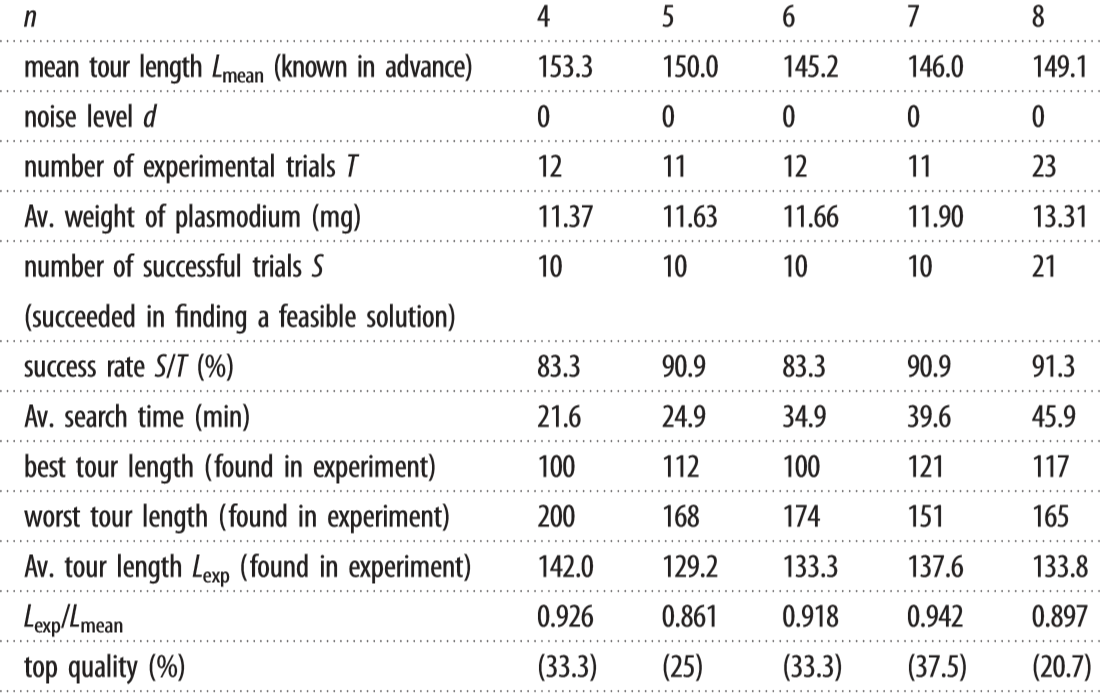 n 4 5 6 7 8
mean tour length Lmean (known in advance) 153.3 150.0 145.2 146.0 149.1
noise level d 0 0 0 0 0
number of experimental trials T 12 11 12 11 23
Av. weight of plasmodium (mg) 11.37 11.63 11.66 11.90 13.31
number of successful trials S 10 10 10 10 21
(succeeded in finding a feasible solution)
success rate S/T (%) 83.3 90.9 83.3 90.9 91.3
Av. search time (min) 21.6 24.9 34.9 39.6 45.9
best tour length (found in experiment) 100 112 100 121 117
worst tour length (found in experiment) 200 168 174 151 165
Av. tour length Lexp (found in experiment) 142.0 129.2 133.3 137.6 133.8
Lexp/Lmean 0.926 0.861 0.918 0.942 0.897
top quality (%) (33.3) (25) (33.3) (37.5) (20.7)